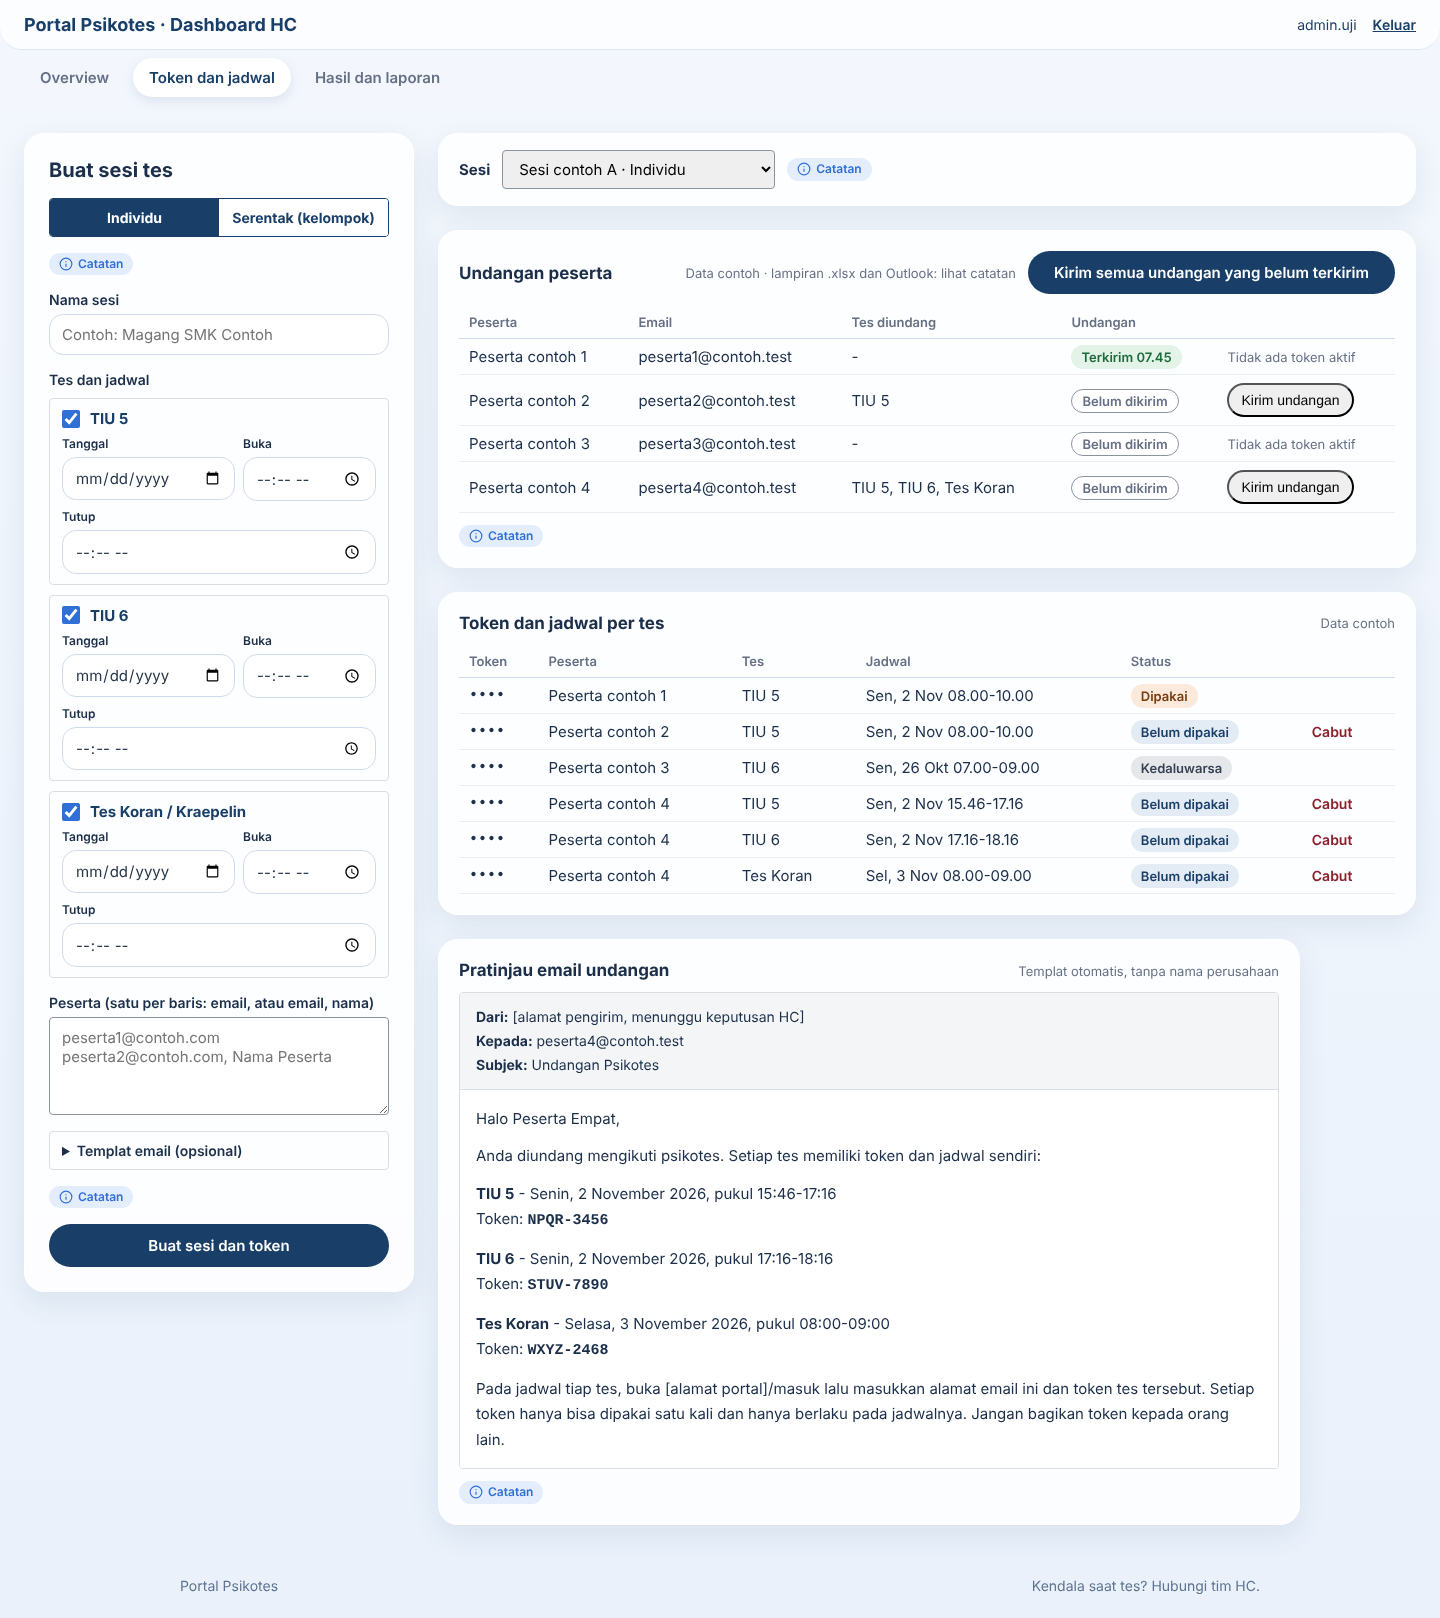 Portal Psikotes · Dashboard HC
admin.uji Keluar
Overview Token dan jadwal Hasil dan laporan
Buat sesi tes
Individu Serentak (kelompok)
Catatan
Nama sesi
Contoh: Magang SMK Contoh
Tes dan jadwal
TIU 5
Tanggal Buka
mm/dd/yyyy --:-- --
Tutup
--:-- --
TIU 6
Tanggal Buka
mm/dd/yyyy --:-- --
Tutup
--:-- --
Tes Koran / Kraepelin
Tanggal Buka
mm/dd/yyyy --:-- --
Tutup
--:-- --
Peserta (satu per baris: email, atau email, nama)
peserta1@contoh.com
peserta2@contoh.com, Nama Peserta
Templat email (opsional)
Catatan
Buat sesi dan token
Sesi Sesi contoh A · Individu Catatan
Undangan peserta Data contoh · lampiran .xlsx dan Outlook: lihat catatan Kirim semua undangan yang belum terkirim
Peserta Email Tes diundang Undangan
Peserta contoh 1 peserta1@contoh.test - Terkirim 07.45 Tidak ada token aktif
Peserta contoh 2 peserta2@contoh.test TIU 5 Belum dikirim Kirim undangan
Peserta contoh 3 peserta3@contoh.test - Belum dikirim Tidak ada token aktif
Peserta contoh 4 peserta4@contoh.test TIU 5, TIU 6, Tes Koran Belum dikirim Kirim undangan
Catatan
Token dan jadwal per tes Data contoh
Token Peserta Tes Jadwal Status
•••• Peserta contoh 1 TIU 5 Sen, 2 Nov 08.00-10.00 Dipakai
•••• Peserta contoh 2 TIU 5 Sen, 2 Nov 08.00-10.00 Belum dipakai Cabut
•••• Peserta contoh 3 TIU 6 Sen, 26 Okt 07.00-09.00 Kedaluwarsa
•••• Peserta contoh 4 TIU 5 Sen, 2 Nov 15.46-17.16 Belum dipakai Cabut
•••• Peserta contoh 4 TIU 6 Sen, 2 Nov 17.16-18.16 Belum dipakai Cabut
•••• Peserta contoh 4 Tes Koran Sel, 3 Nov 08.00-09.00 Belum dipakai Cabut
Pratinjau email undangan Templat otomatis, tanpa nama perusahaan
Dari: [alamat pengirim, menunggu keputusan HC]
Kepada: peserta4@contoh.test
Subjek: Undangan Psikotes
Halo Peserta Empat,
Anda diundang mengikuti psikotes. Setiap tes memiliki token dan jadwal sendiri:
TIU 5 - Senin, 2 November 2026, pukul 15:46-17:16
Token: NPQR-3456
TIU 6 - Senin, 2 November 2026, pukul 17:16-18:16
Token: STUV-7890
Tes Koran - Selasa, 3 November 2026, pukul 08:00-09:00
Token: WXYZ-2468
Pada jadwal tiap tes, buka [alamat portal]/masuk lalu masukkan alamat email ini dan token tes tersebut. Setiap
token hanya bisa dipakai satu kali dan hanya berlaku pada jadwalnya. Jangan bagikan token kepada orang
lain.
Catatan
Portal Psikotes Kendala saat tes? Hubungi tim HC.